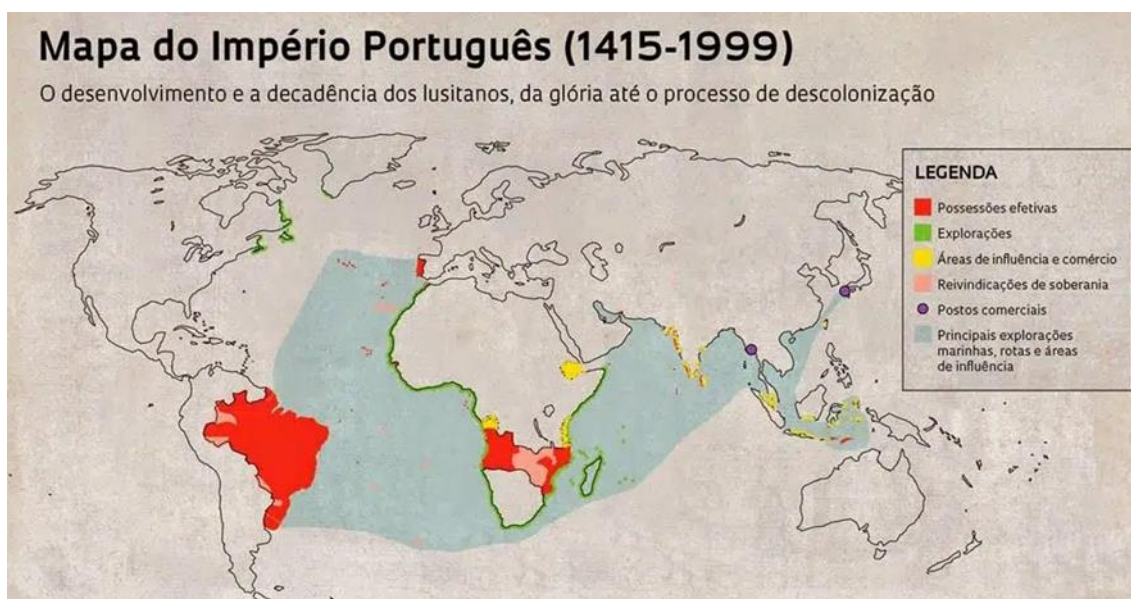 Mapa do Império Português (1415-1999)
O desenvolvimento e a decadência dos lusitanos, da glória até o processo de descolonização
LEGENDA
Possessões efetivas
Explorações
Áreas de influência e comércio
Reivindicações de soberania
Postos comerciais
Principais explorações
marinhas, rotas e áreas
de influência